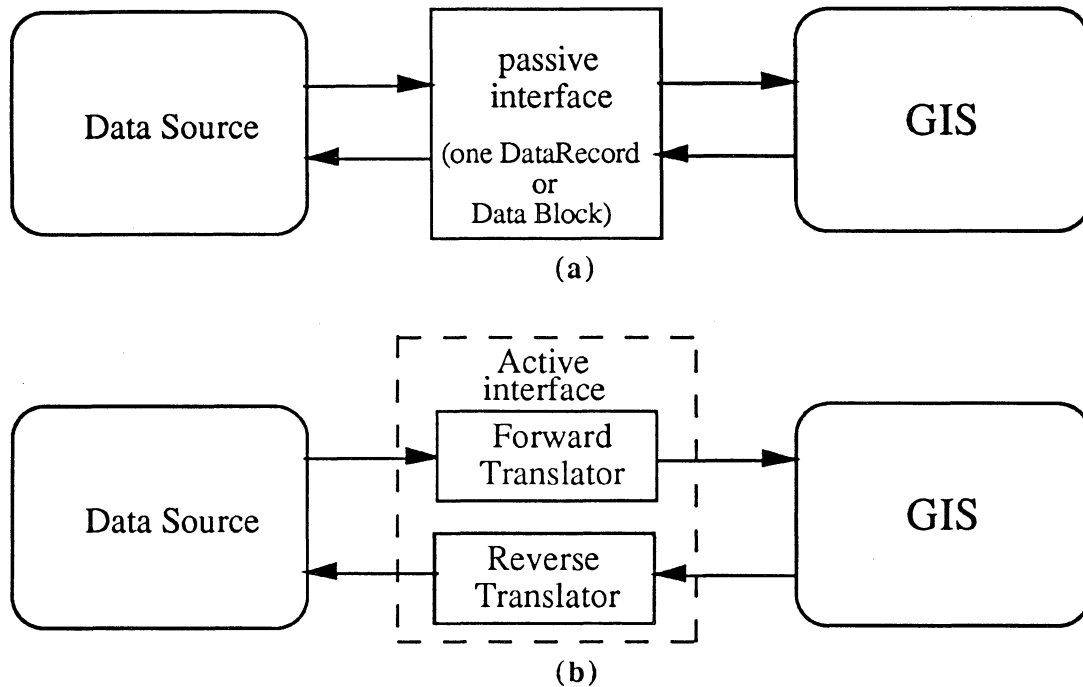 Data Source
passive
interface
(one DataRecord
or
Data Block)
GIS
(a)
Active
interface
Data Source
Forward
Translator
Reverse
Translator
GIS
(b)